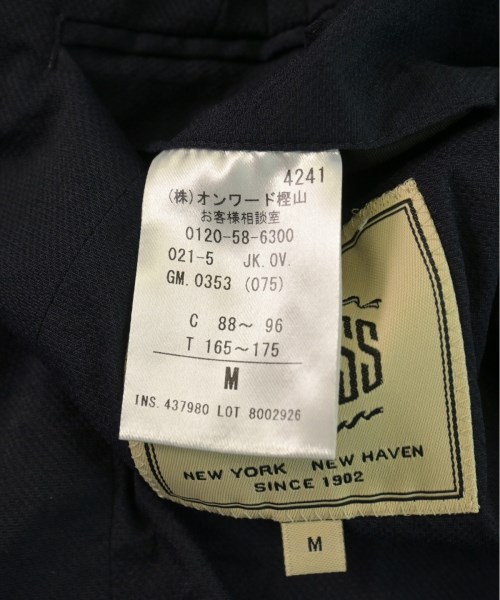 4241
(株)オンワード樫山
お客様相談室
0120-58-6300
021-5 JK.OV.
GM.0353 (075)
C 88～ 96
T 165～175
M
INS. 437980 LOT 8002926
NEW YORK NEW HAVEN
SINCE 1902
M